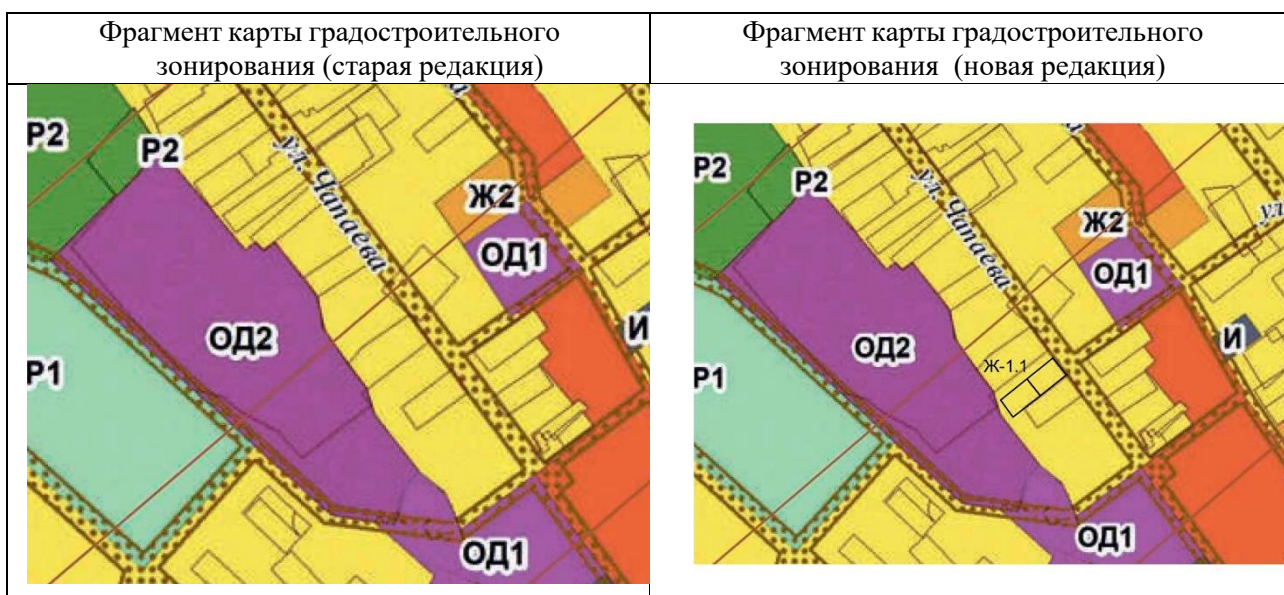 Фрагмент карты градостроительного
зонирования (старая редакция)
Фрагмент карты градостроительного
зонирования (новая редакция)
Р2
Р2
ул. Чапаева
Ж2
ОД1
ОД2
И
Р1
ОД1
Р2
Р2
ул. Чапаева
Ж2
ул
ОД1
ОД2
И
Ж-1.1
Р1
ОД1